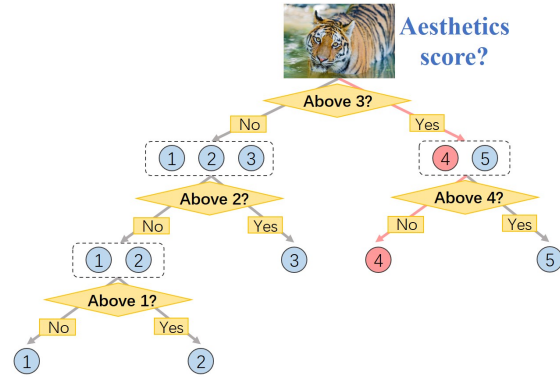 Aesthetics
score?
Above 3?
No
Yes
1 2 3
4 5
Above 2?
Above 4?
No
Yes
No
Yes
1 2
3
4
5
Above 1?
No
Yes
1
2